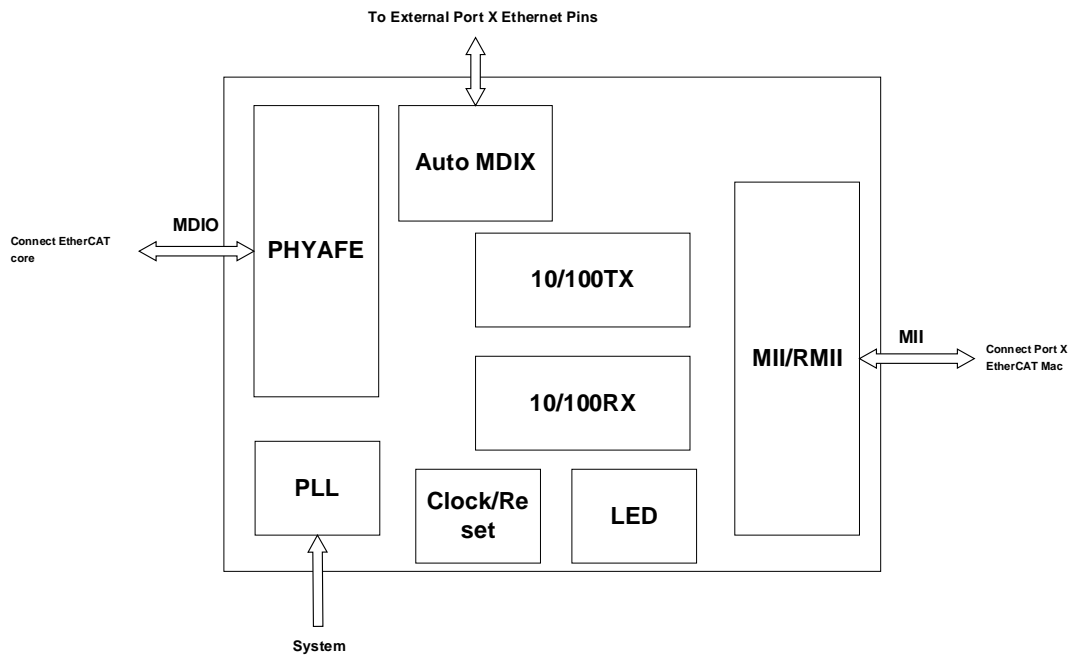 To External Port X Ethernet Pins
Auto MDIX
MDIO
Connect EtherCAT
core
PHYAFE
10/100TX
MII/RMII
MII
Connect Port X
EtherCAT Mac
10/100RX
PLL
Clock/Re
set
LED
System